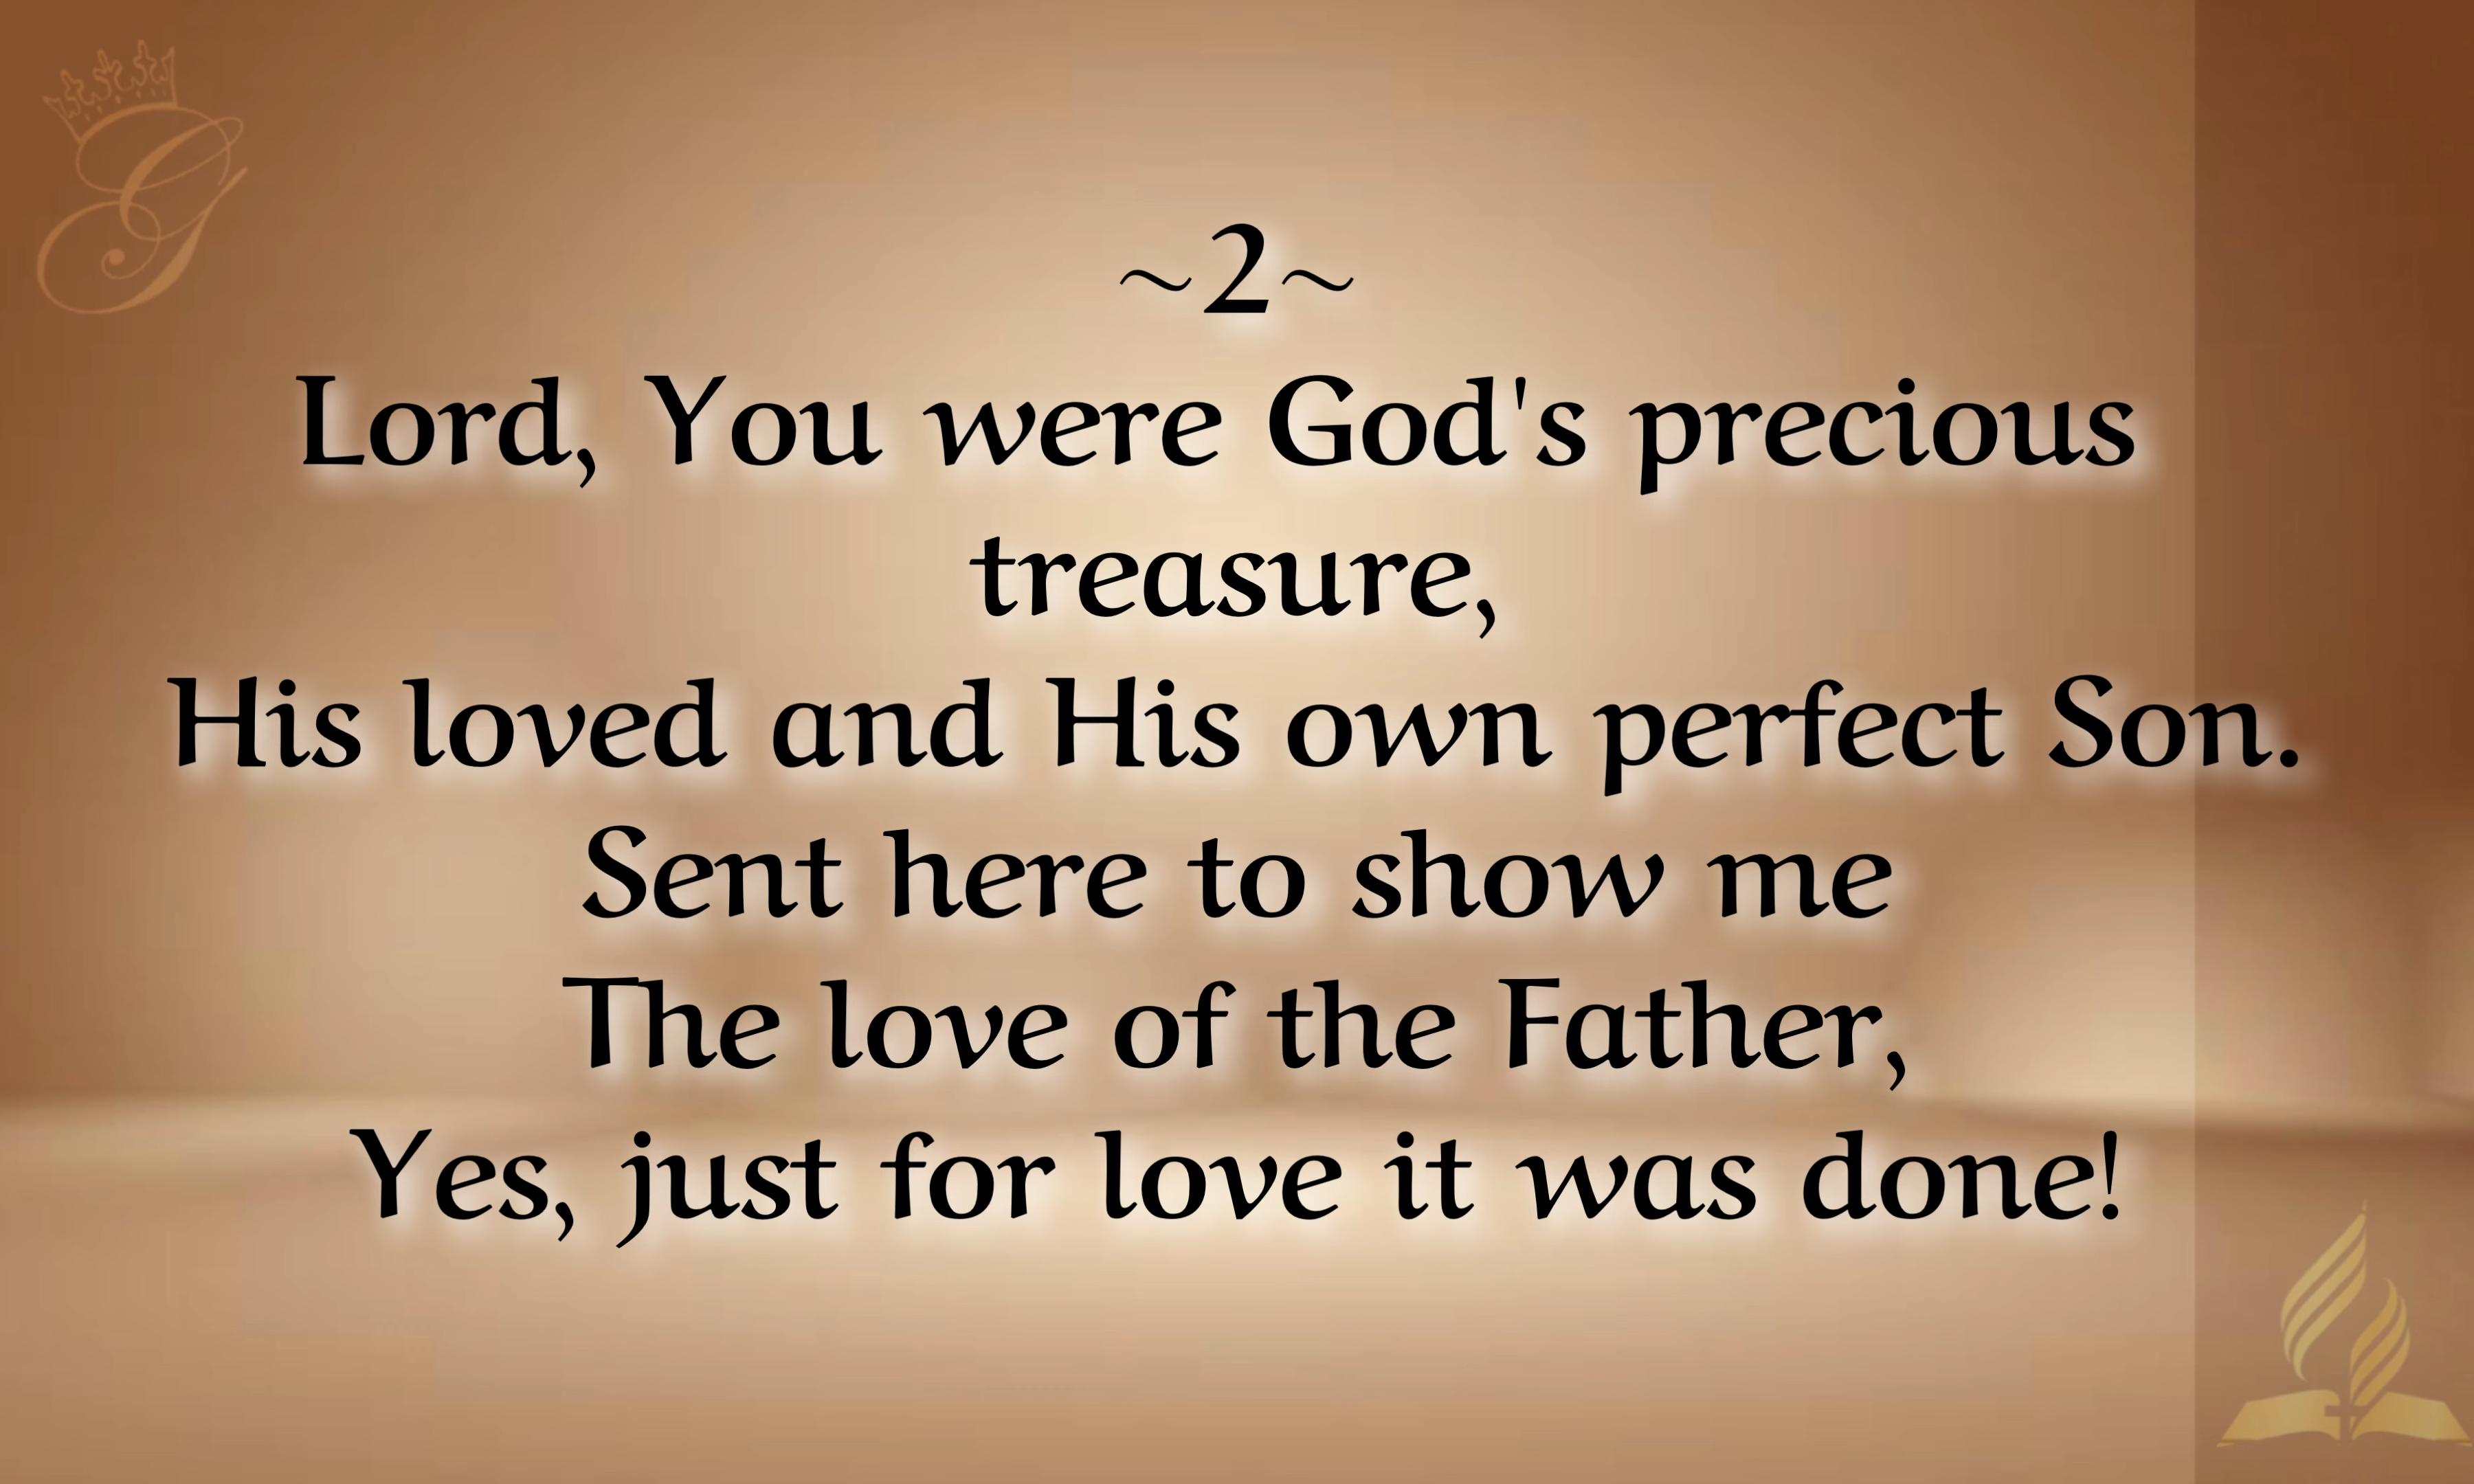 G
~2~
Lord, You were God's precious
treasure,
His loved and His own perfect Son.
Sent here to show me
The love of the Father,
Yes, just for love it was done!